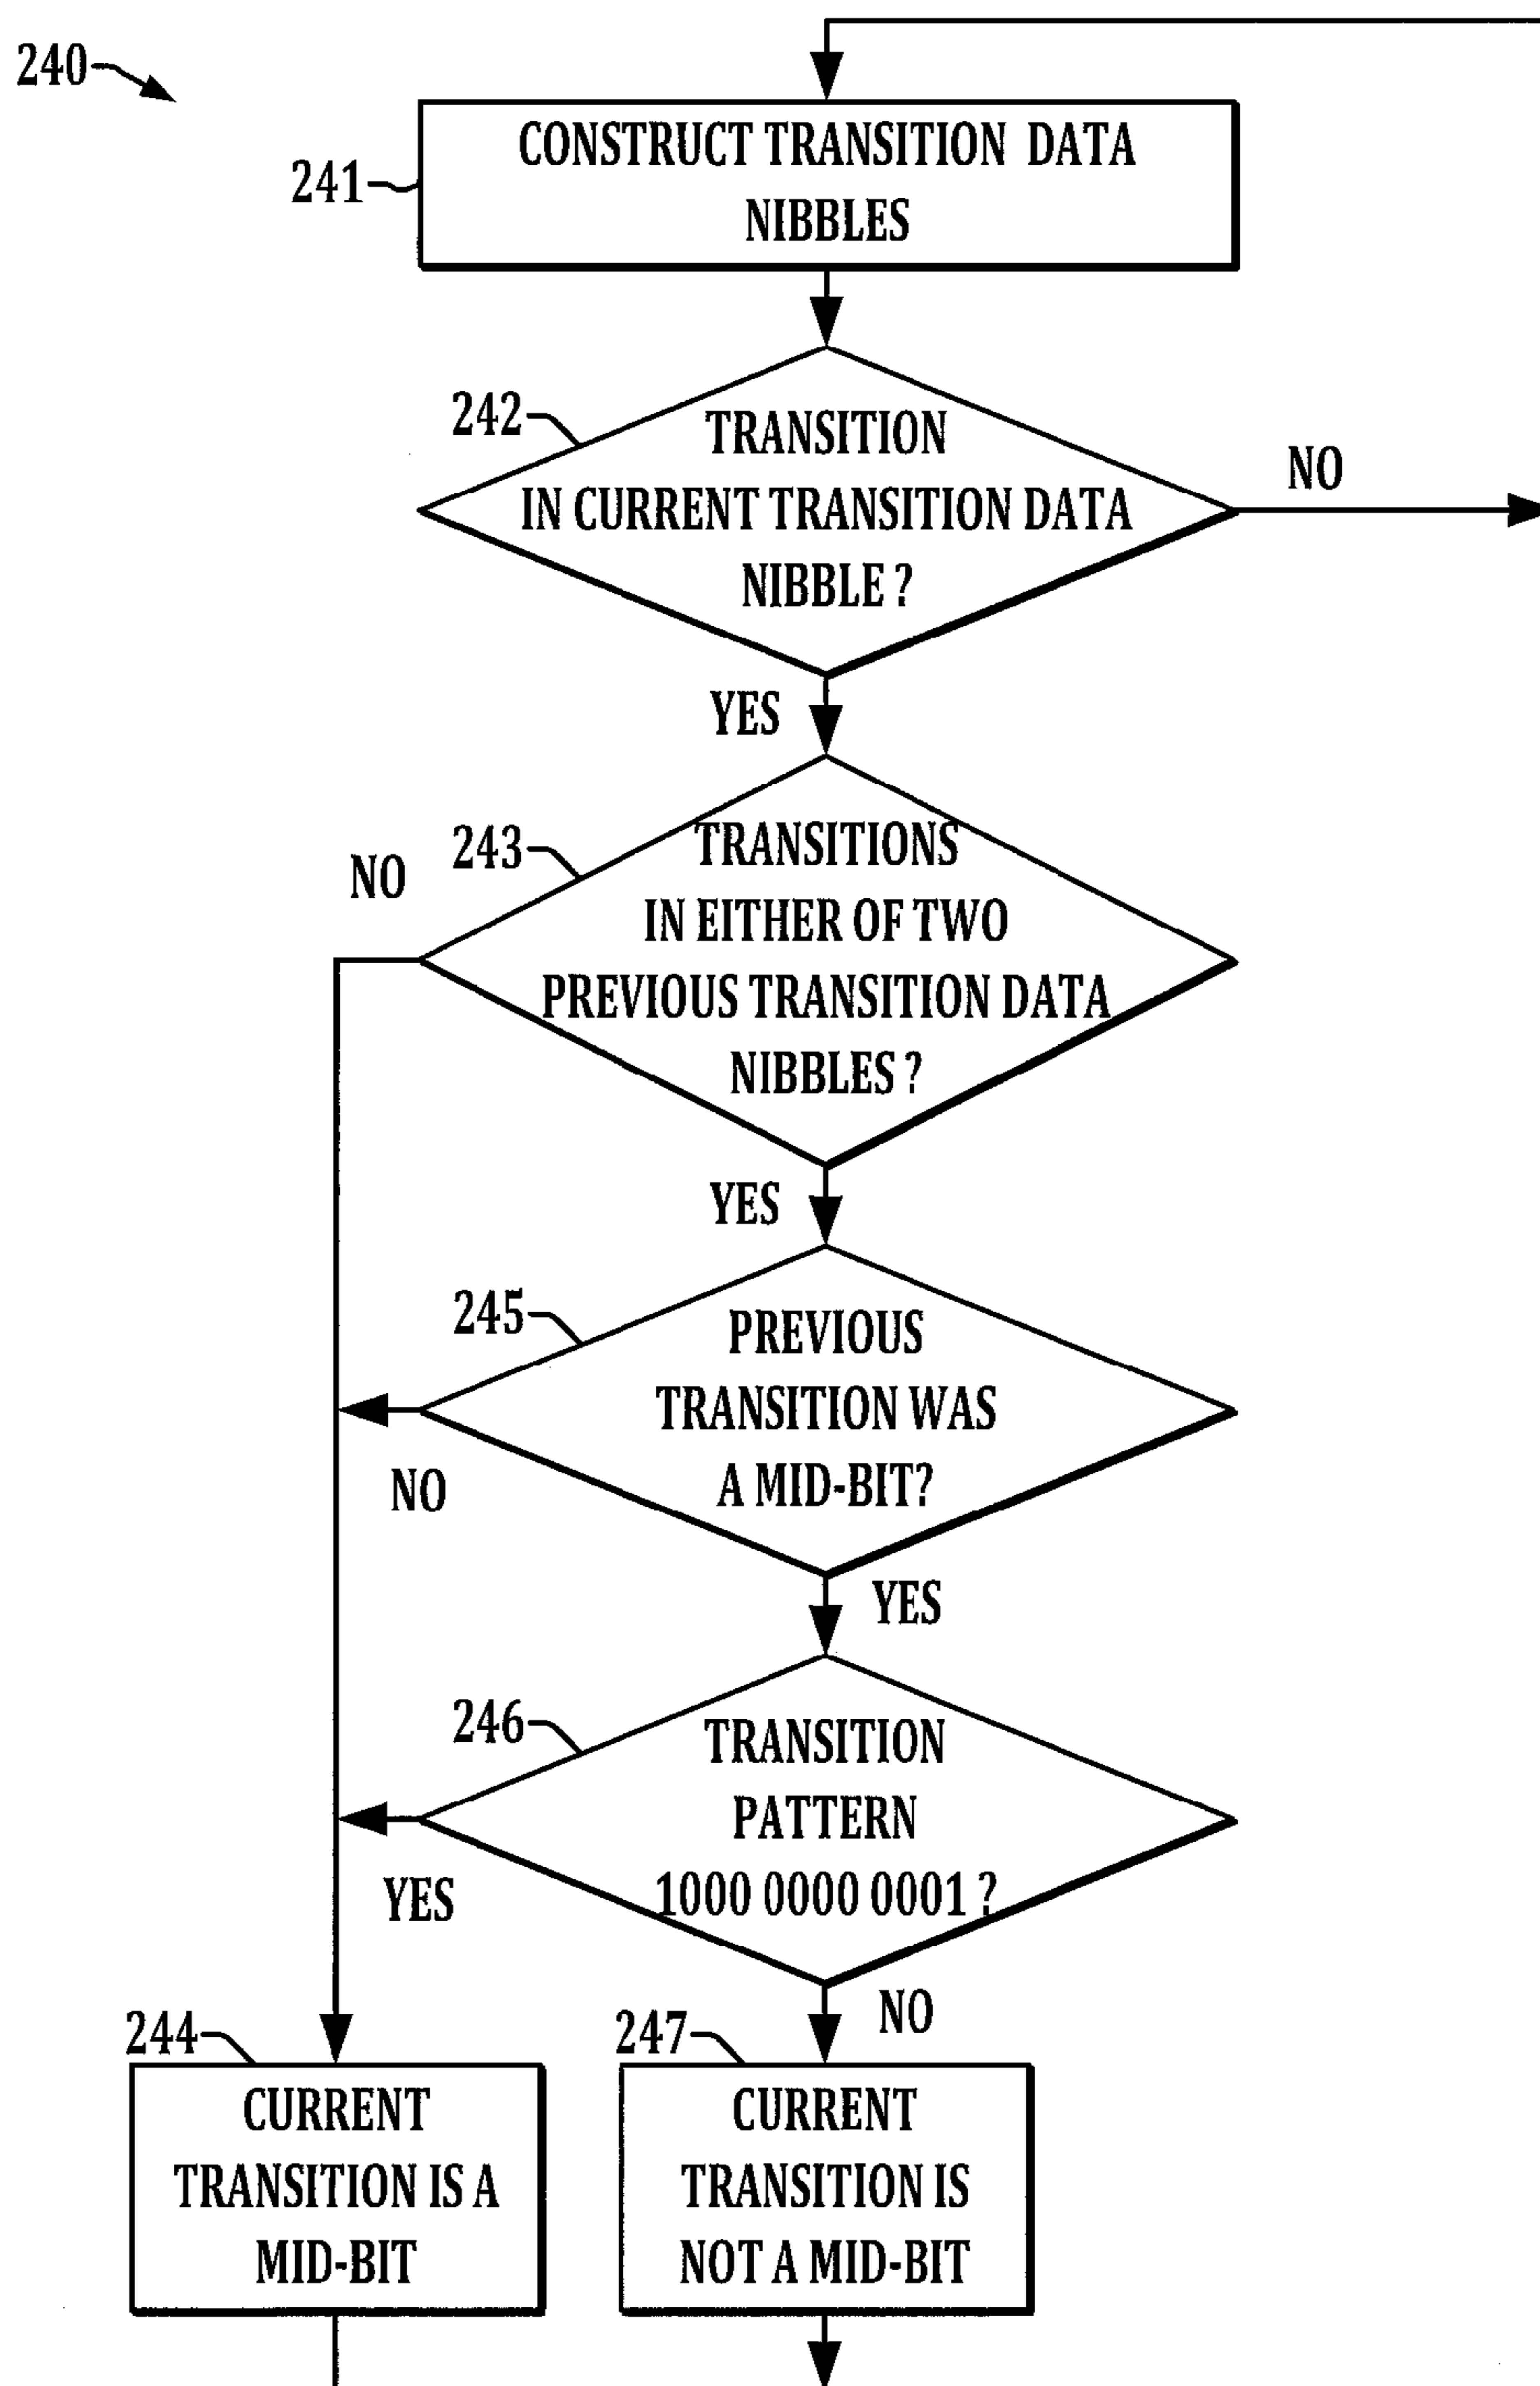 240
241
CONSTRUCT TRANSITION DATA
NIBBLES
242
TRANSITION
IN CURRENT TRANSITION DATA
NIBBLE ?
NO
YES
243
NO
TRANSITIONS
IN EITHER OF TWO
PREVIOUS TRANSITION DATA
NIBBLES ?
YES
245
PREVIOUS
TRANSITION WAS
A MID-BIT?
NO
YES
246
TRANSITION
PATTERN
1000 0000 0001 ?
YES
NO
244
CURRENT
TRANSITION IS A
MID-BIT
247
CURRENT
TRANSITION IS
NOT A MID-BIT